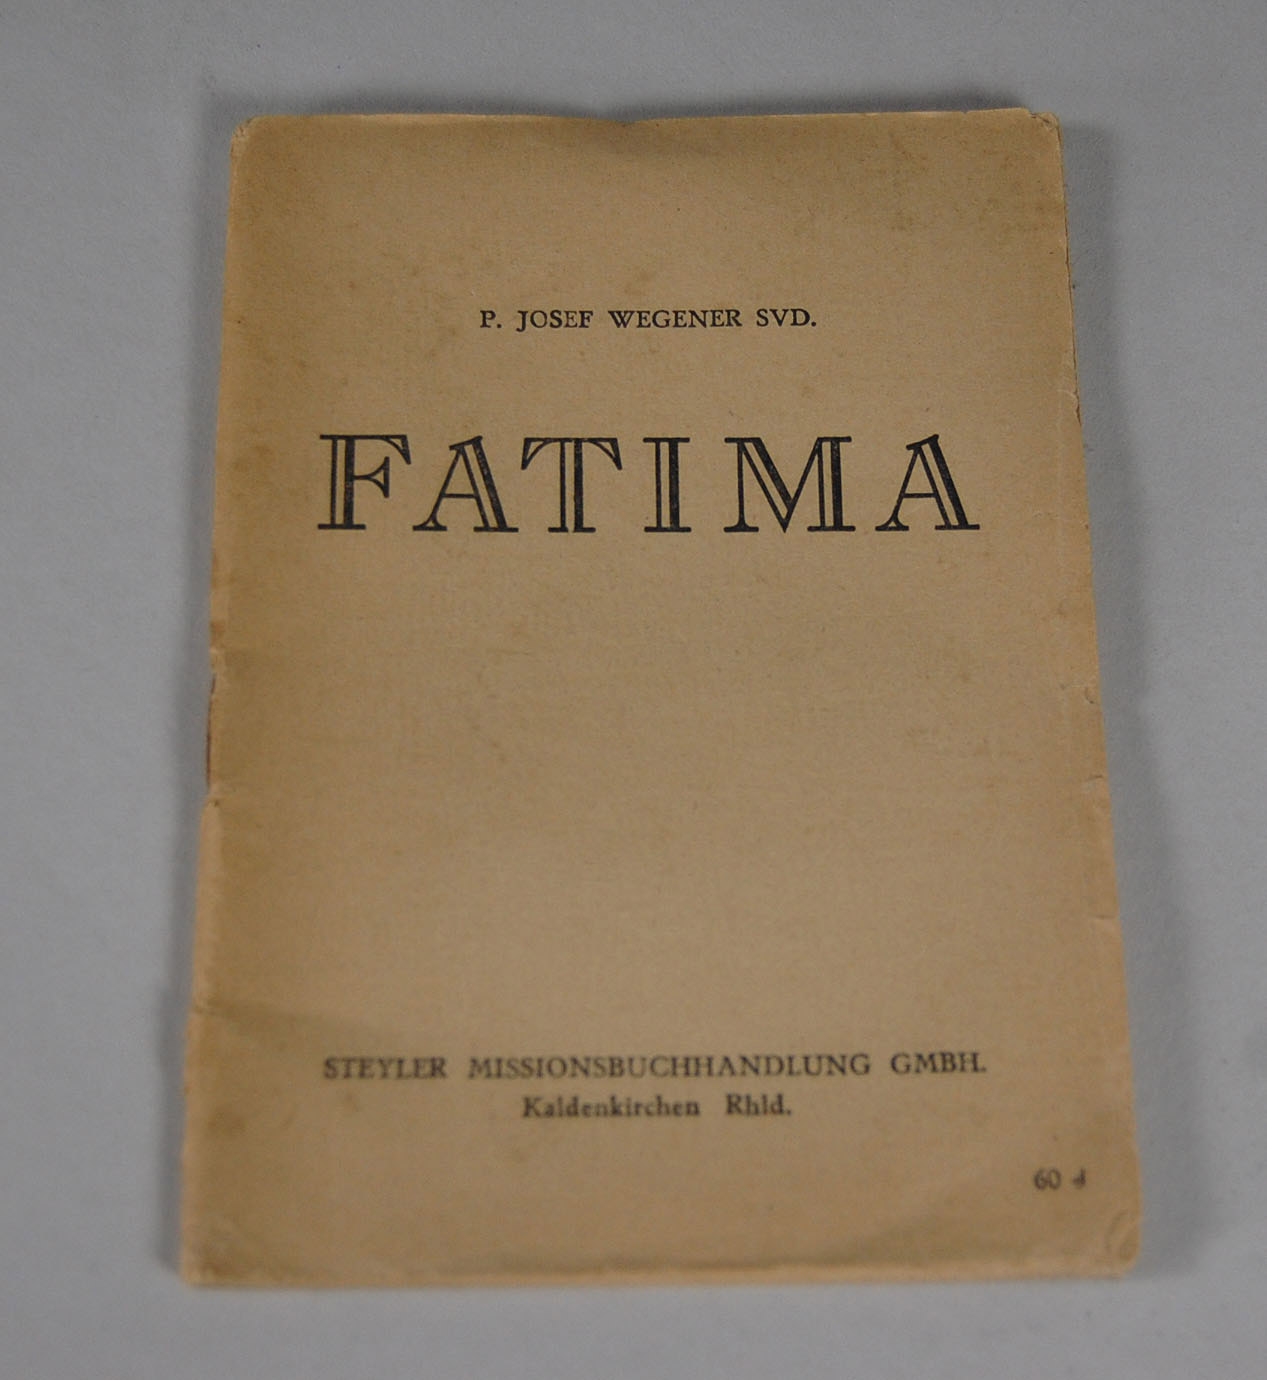 P. JOSEF WEGENER SVD.
FATIMA
STEYLER MISSIONSBUCHHANDLUNG GMBH.
Kaldenkirchen Rhld.
60 ₰